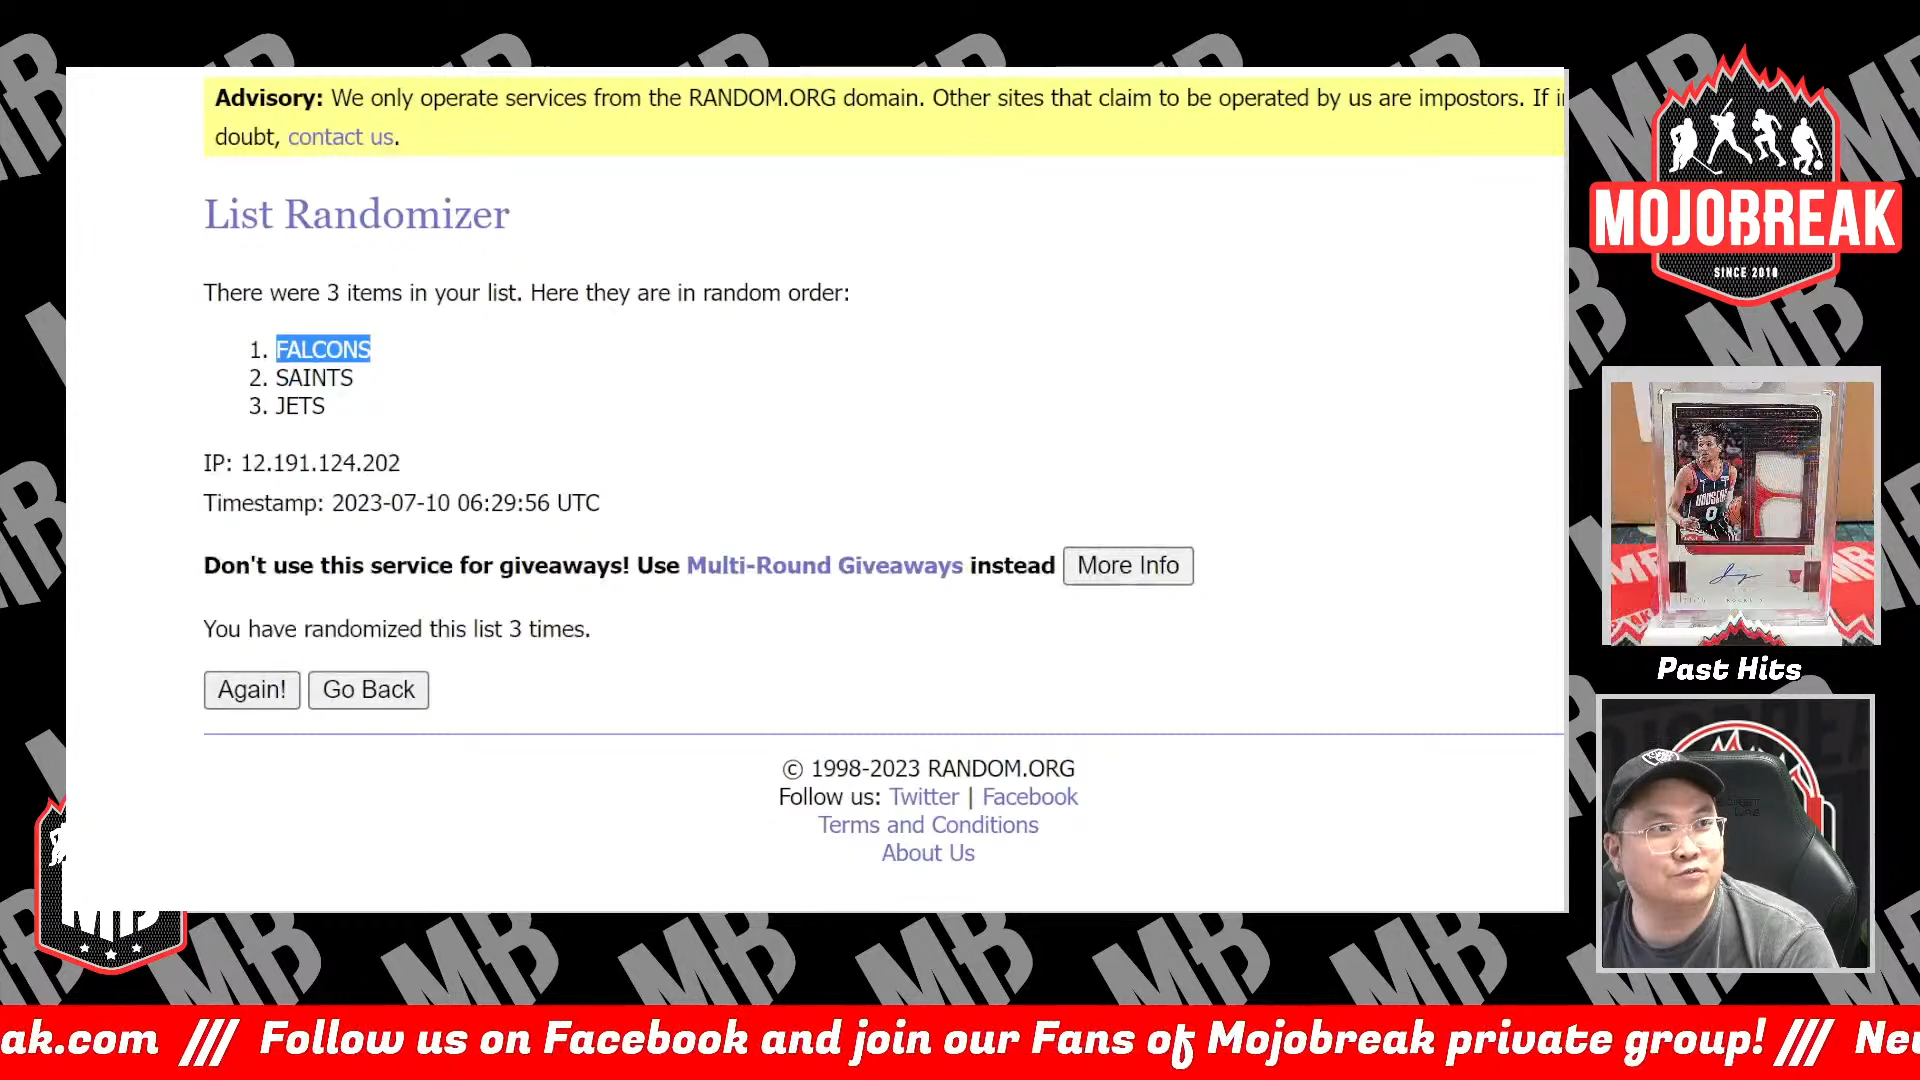 Advisory: We only operate services from the RANDOM.ORG domain. Other sites that claim to be operated by us are impostors. If i
doubt, contact us.
List Randomizer
There were 3 items in your list. Here they are in random order:
1. FALCONS
2. SAINTS
3. JETS
IP: 12.191.124.202
Timestamp: 2023-07-10 06:29:56 UTC
Don't use this service for giveaways! Use Multi-Round Giveaways instead More Info
You have randomized this list 3 times.
Again! Go Back
© 1998-2023 RANDOM.ORG
Follow us: Twitter | Facebook
Terms and Conditions
About Us
MOJOBREAK
SINCE 2010
Past Hits
MB
ak.com /// Follow us on Facebook and join our Fans of Mojobreak private group! /// Ne